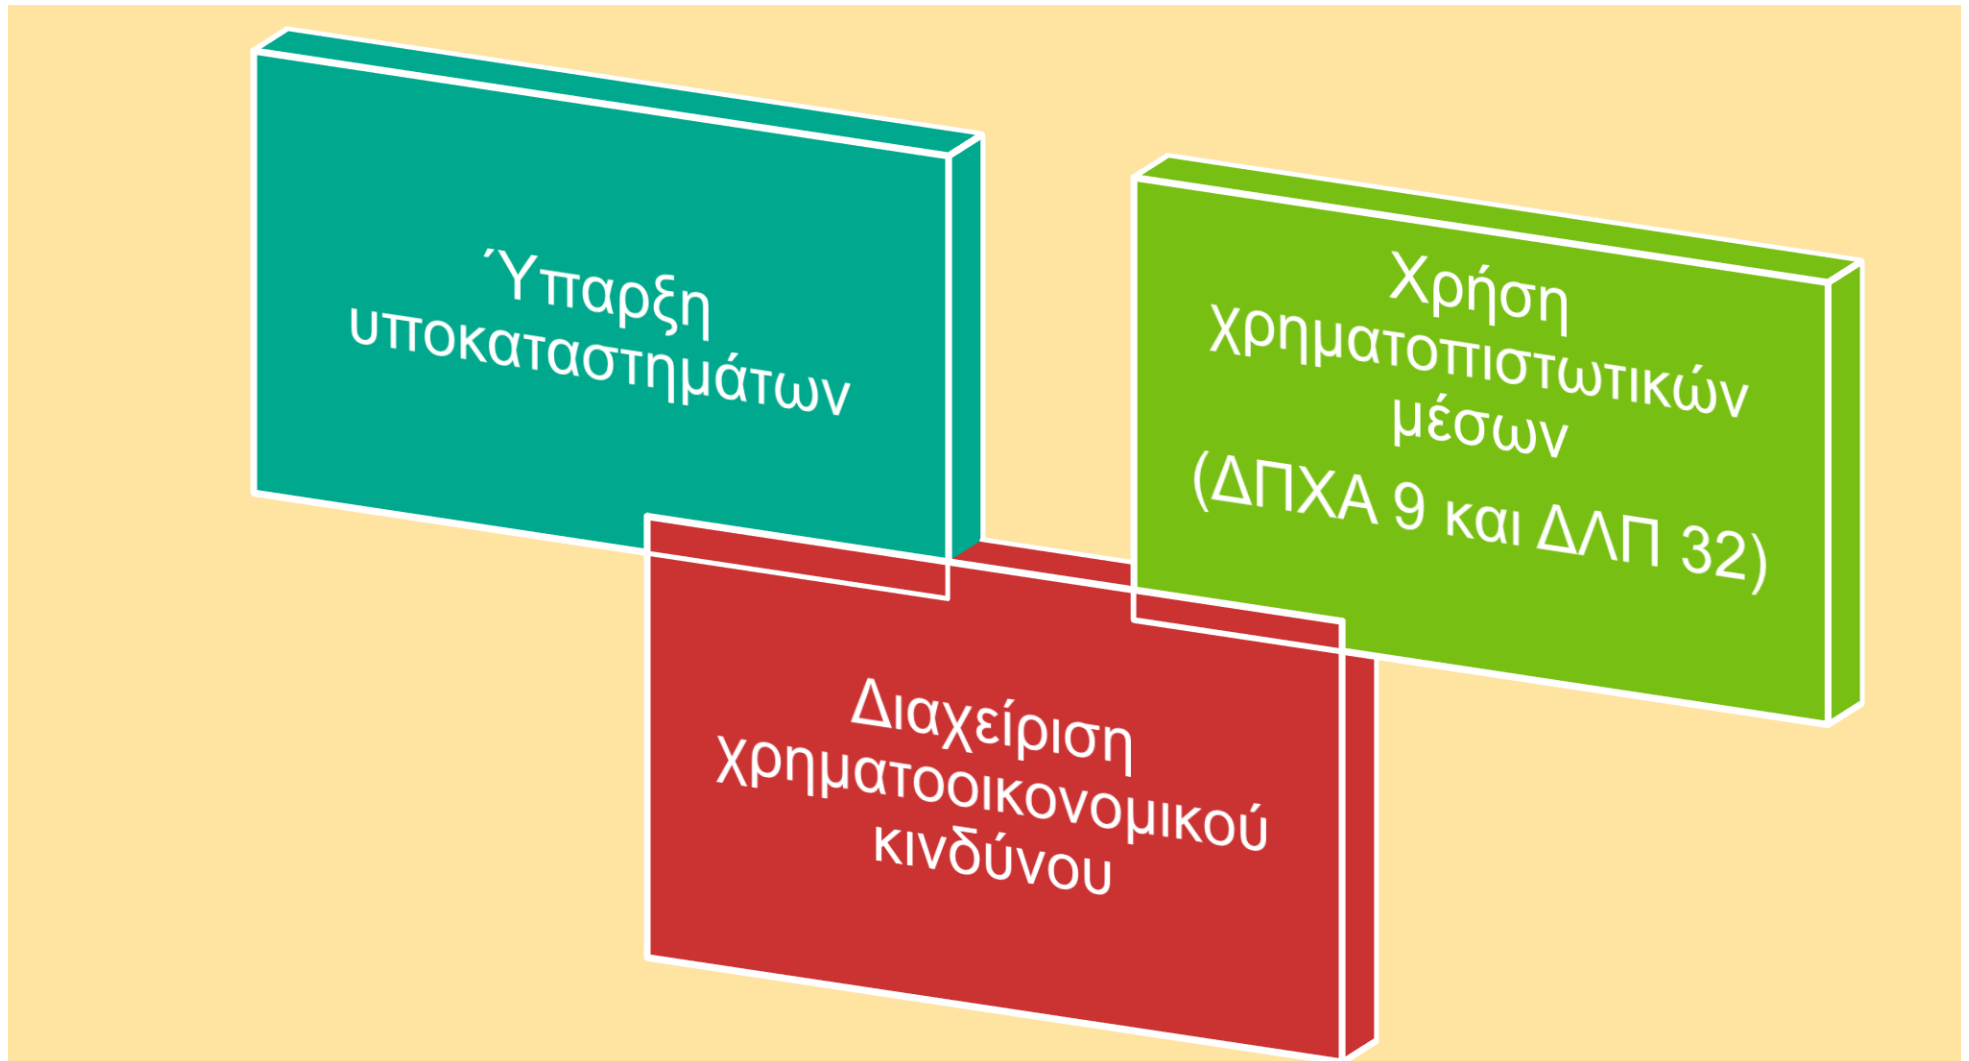 Ύπαρξη
υποκαταστημάτων
Χρήση
χρηματοπιστωτικών
μέσων
(ΔΠΧΑ 9 και ΔΛΠ 32)
Διαχείριση
χρηματοοικονομικού
κινδύνου